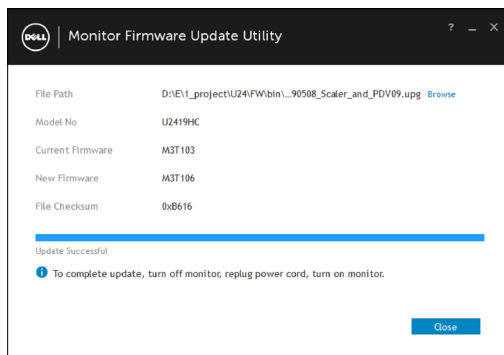 DELL Monitor Firmware Update Utility ? _ X
File Path D:\E\1_project\U24\FW\bin\...90508_Scaler_and_PDV09.upg Browse
Model No U2419HC
Current Firmware M3T103
New Firmware M3T106
File Checksum 0xB616
Update Successful
To complete update, turn off monitor, replug power cord, turn on monitor.
Close